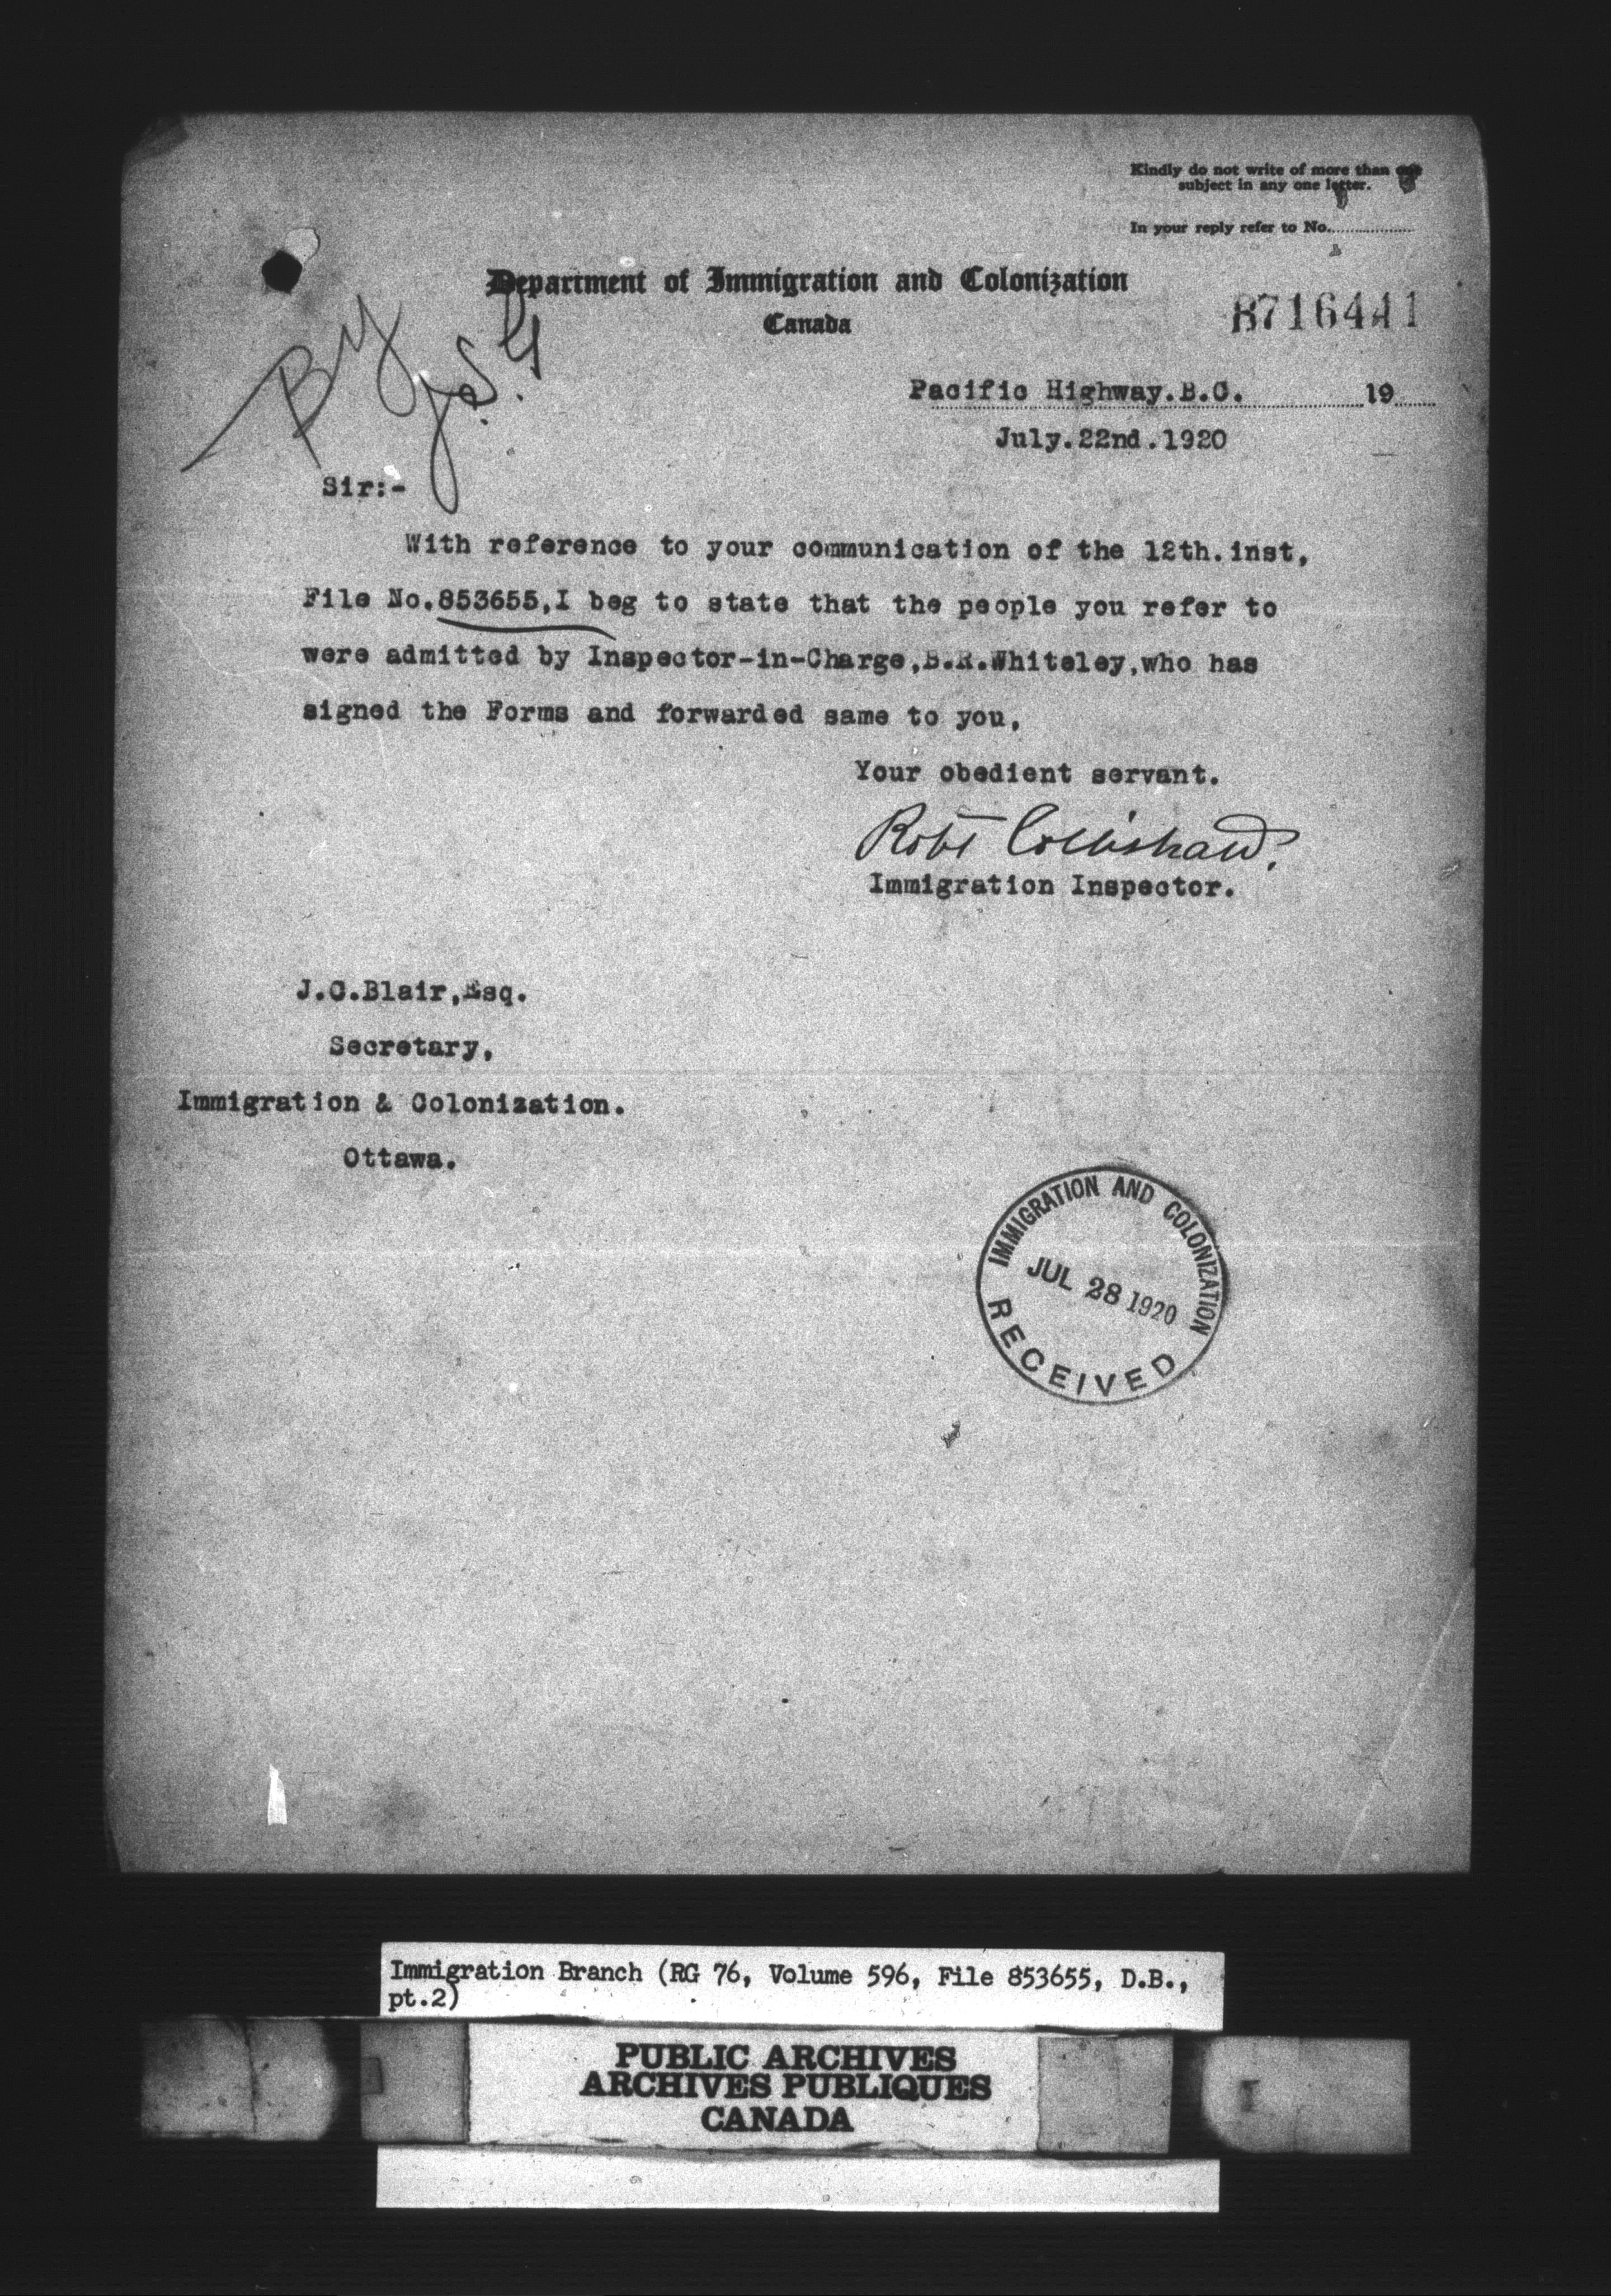 Kindly do not write of more than one
subject in any one letter.
In your reply refer to No.
Department of Immigration and Colonization
Canada
B716441
Pacific Highway.B.C. 19
July.22nd.1920
Sir:-
With reference to your communication of the 12th.inst,
File No.853655,I beg to state that the people you refer to
were admitted by Inspector-in-Charge,B.R.Whiteley,who has
signed the Forms and forwarded same to you,
Your obedient servant.
Robt Collishaw.
Immigration Inspector.
J.C.Blair,Esq.
Secretary,
Immigration & Colonization.
Ottawa.
IMMIGRATION AND COLONIZATION
JUL 28 1920
RECEIVED
Immigration Branch (RG 76, Volume 596, File 853655, D.B.,
pt.2)
PUBLIC ARCHIVES
ARCHIVES PUBLIQUES
CANADA